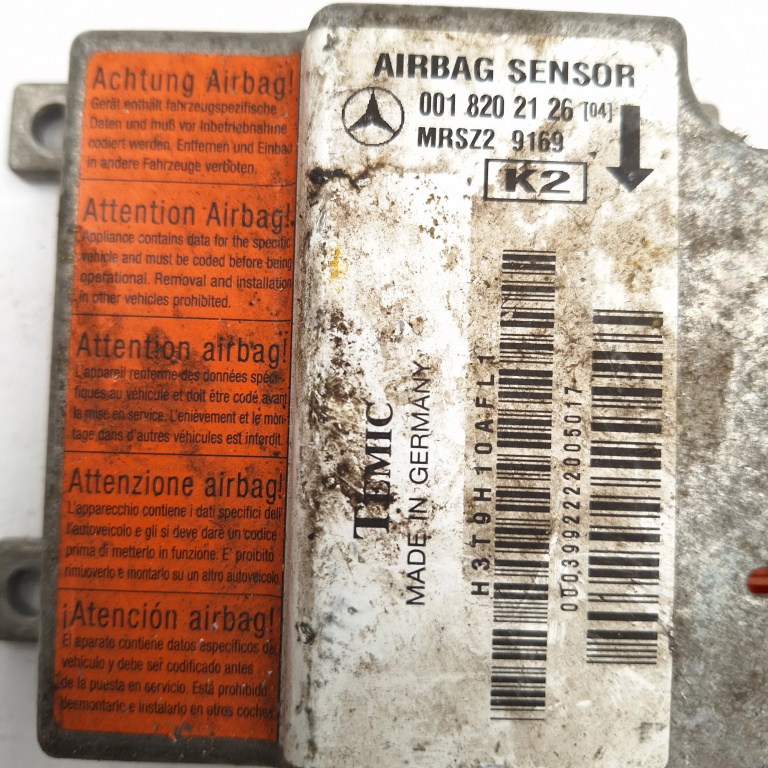 Achtung Airbag!
Gerät enthält fahrzeugspezifische
Daten und muß vor Inbetriebnahme
codiert werden. Entfernen und Einbau
in andere Fahrzeuge verboten.
Attention Airbag!
Appliance contains data for the specific
vehicle and must be coded before being
operational. Removal and installation
in other vehicles prohibited.
Attention airbag!
L'appareil renferme des données spéci-
fiques au véhicule et doit être codé avant
la mise en service. L'enièvement et le mon-
tage dans d'autres véhicules est interdit.
Attenzione airbag!
L'apparecchio contiene i dati specifici dell'
l'autoveicolo e gli si deve dare un codice
prima di metterlo in funzione. E' proibito
rimuoverlo e montarlo su un altro autoveicolo.
¡Atención airbag!
El aparato contiene datos específicos del
vehículo y debe ser codificado antes
de la puesta en servicio. Está prohibido
desmontarle e instalarlo en otros coches.
AIRBAG SENSOR
001 820 21 26 [04]
MRSZ2 9169
K2
TEMIC
MADE IN GERMANY
H3T9H10AFL1
0003992222005017